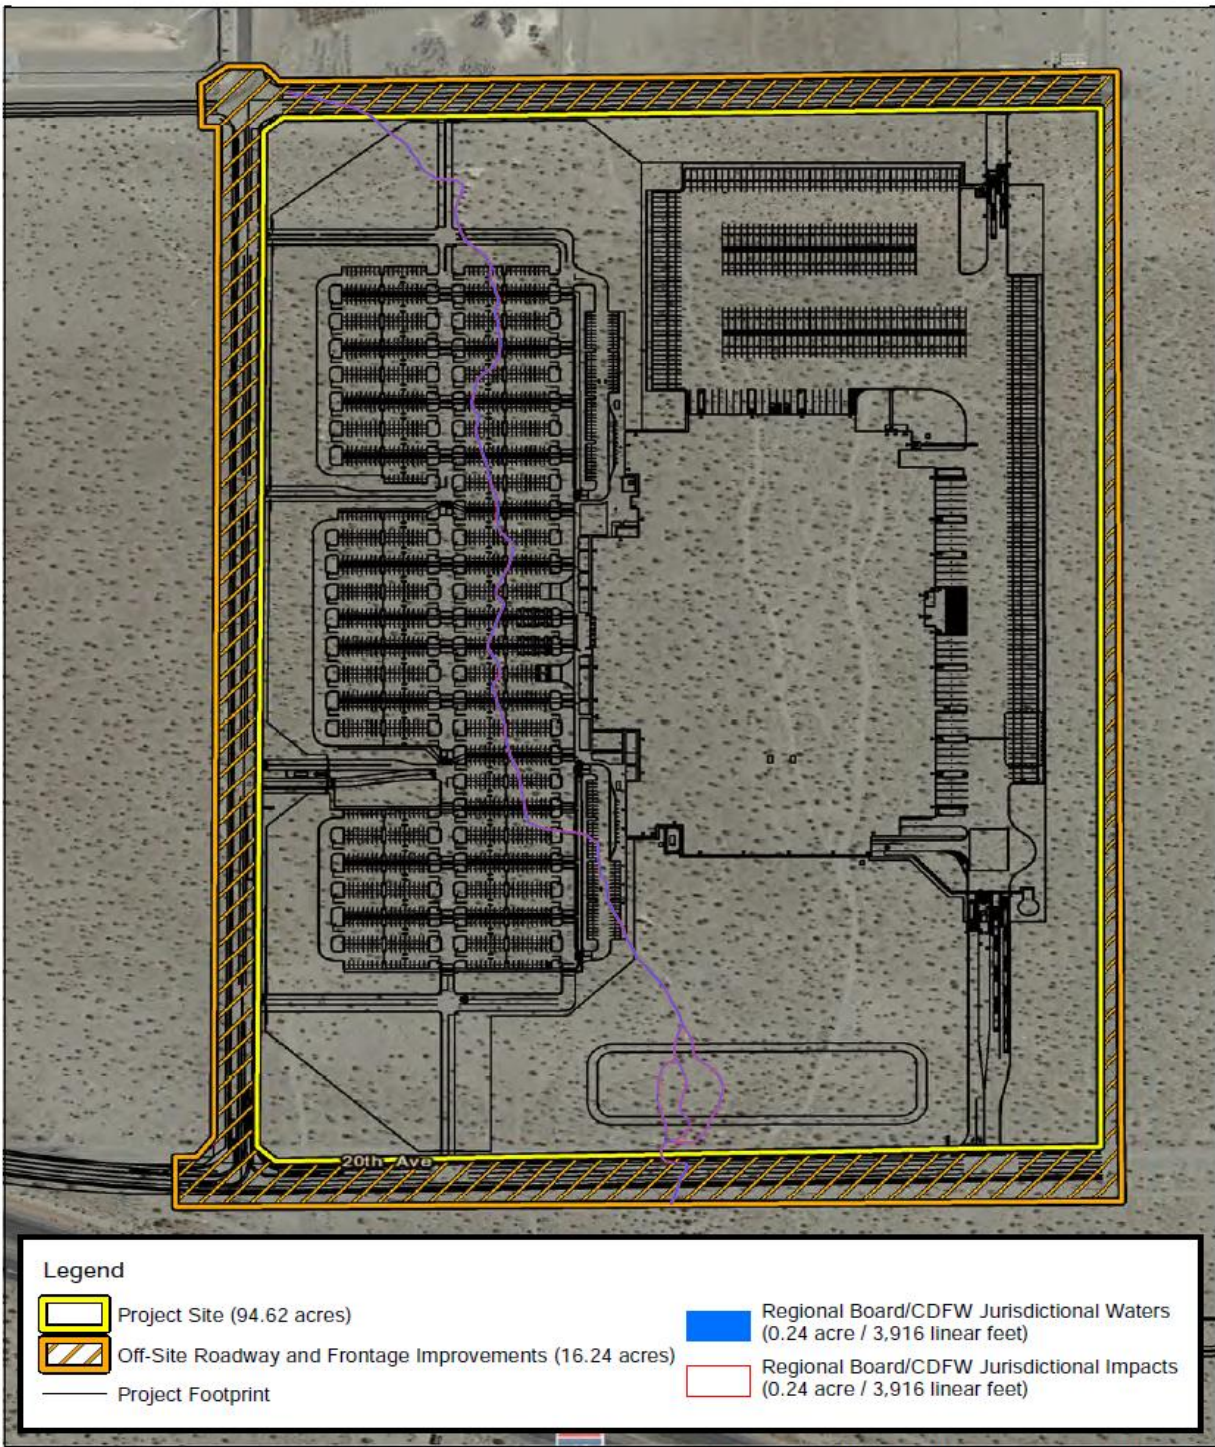 20th Ave
Legend
Project Site (94.62 acres)
Off-Site Roadway and Frontage Improvements (16.24 acres)
Project Footprint
Regional Board/CDFW Jurisdictional Waters
(0.24 acre / 3,916 linear feet)
Regional Board/CDFW Jurisdictional Impacts
(0.24 acre / 3,916 linear feet)